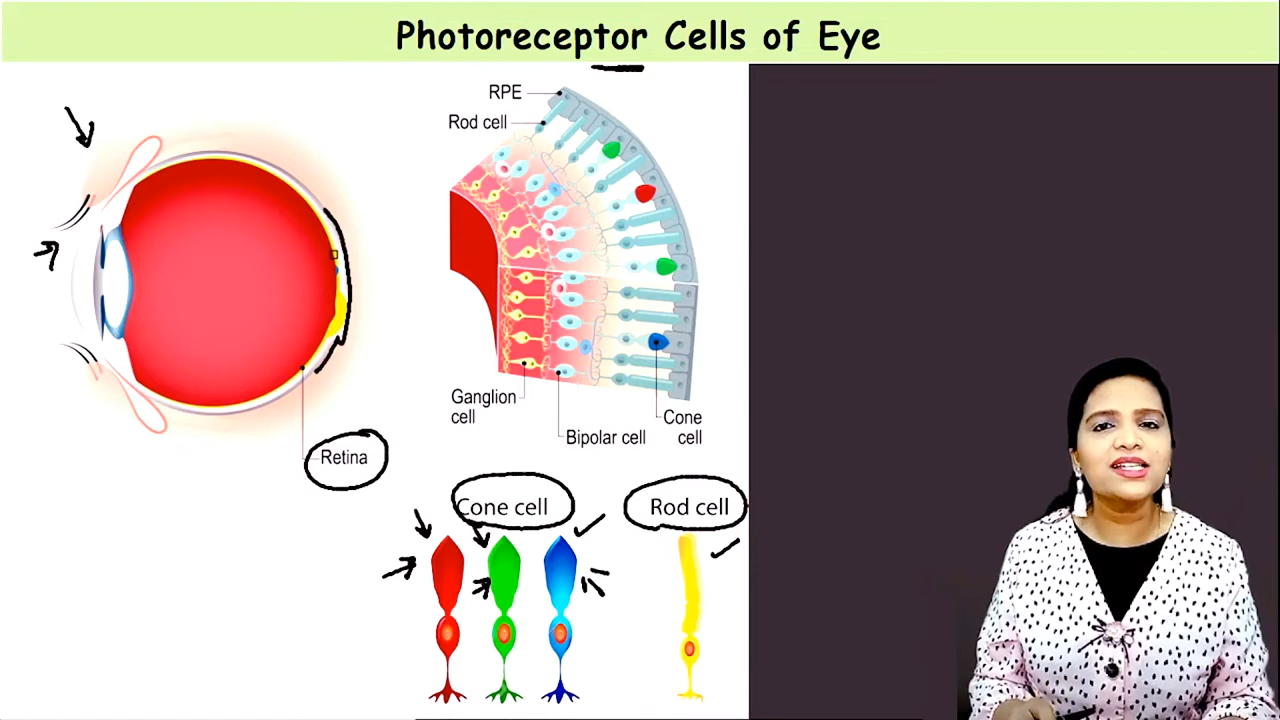 Photoreceptor Cells of Eye
RPE
Rod cell
Ganglion
cell
Bipolar cell
Cone
cell
Retina
Cone cell
Rod cell